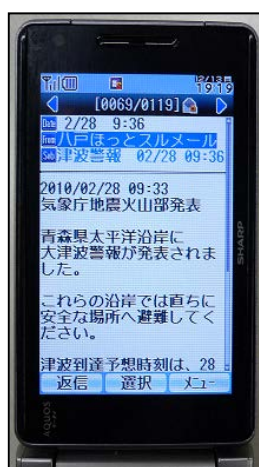 12/13
19:19
[0069/0119]
Date 2/28 9:36
From 八戸ほっとスルメール
Sub 津波警報 02/28 09:36
2010/02/28 09:33
気象庁地震火山部発表
青森県太平洋沿岸に
大津波警報が発表されま
した。
これらの沿岸では直ちに
安全な場所へ避難してく
ださい。
津波到達予想時刻は、28
返信 選択 メニュー
SHARP
AQUOS